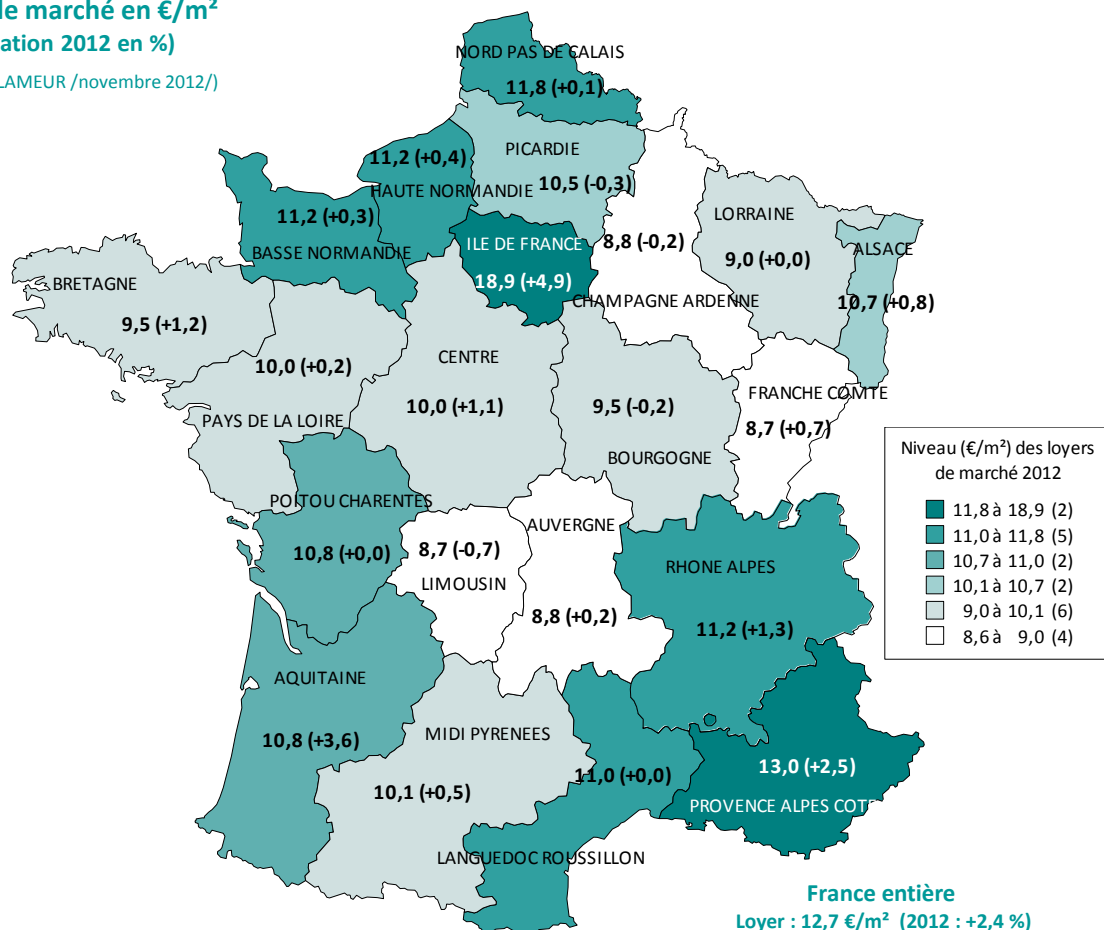 de marché en €/m²
ation 2012 en %)
LAMEUR /novembre 2012/)
NORD PAS DE CALAIS
11,8 (+0,1)
PICARDIE
10,5 (-0,3)
11,2 (+0,4)
HAUTE NORMANDIE
11,2 (+0,3)
BASSE NORMANDIE
ILE DE FRANCE
18,9 (+4,9)
8,8 (-0,2)
CHAMPAGNE ARDENNE
LORRAINE
9,0 (+0,0)
ALSACE
10,7 (+0,8)
BRETAGNE
9,5 (+1,2)
10,0 (+0,2)
PAYS DE LA LOIRE
CENTRE
10,0 (+1,1)
9,5 (-0,2)
BOURGOGNE
FRANCHE COMTE
8,7 (+0,7)
POITOU CHARENTES
10,8 (+0,0)
8,7 (-0,7)
LIMOUSIN
AUVERGNE
8,8 (+0,2)
RHONE ALPES
11,2 (+1,3)
AQUITAINE
10,8 (+3,6)
MIDI PYRENEES
10,1 (+0,5)
11,0 (+0,0)
LANGUEDOC ROUSSILLON
13,0 (+2,5)
PROVENCE ALPES COTE
Niveau (€/m²) des loyers
de marché 2012
11,8 à 18,9 (2)
11,0 à 11,8 (5)
10,7 à 11,0 (2)
10,1 à 10,7 (2)
9,0 à 10,1 (6)
8,6 à 9,0 (4)
France entière
Loyer : 12,7 €/m² (2012 : +2,4 %)